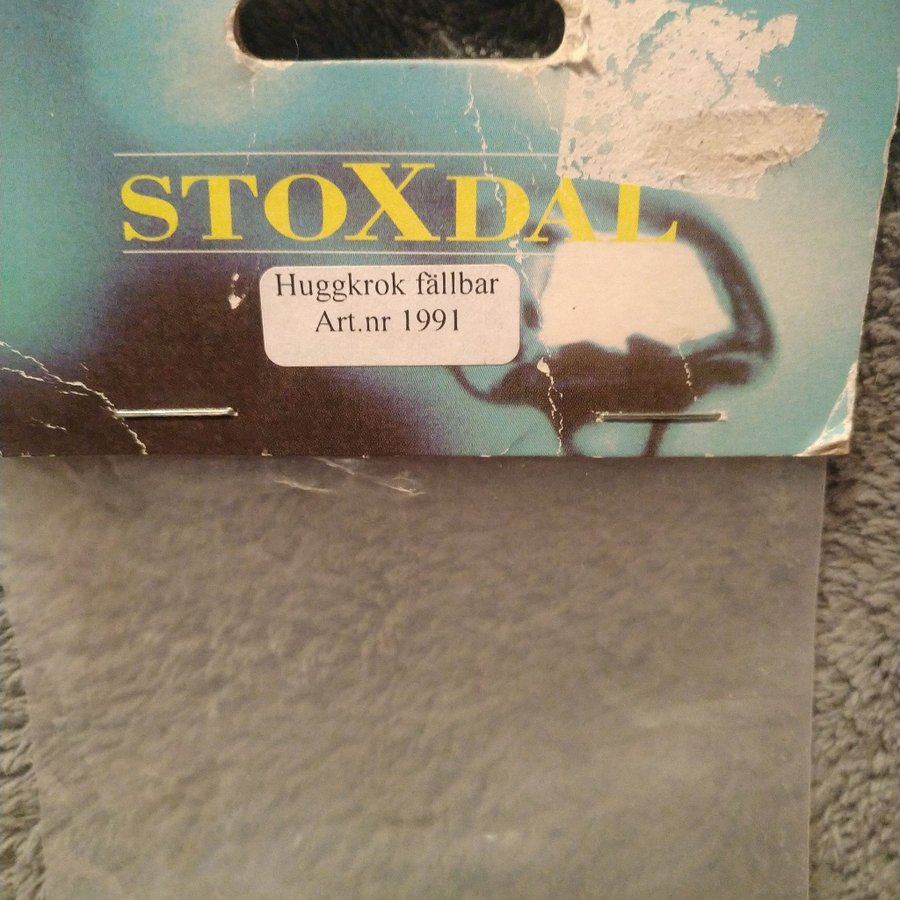 STOXDAL
Huggkrok fällbar
Art.nr 1991